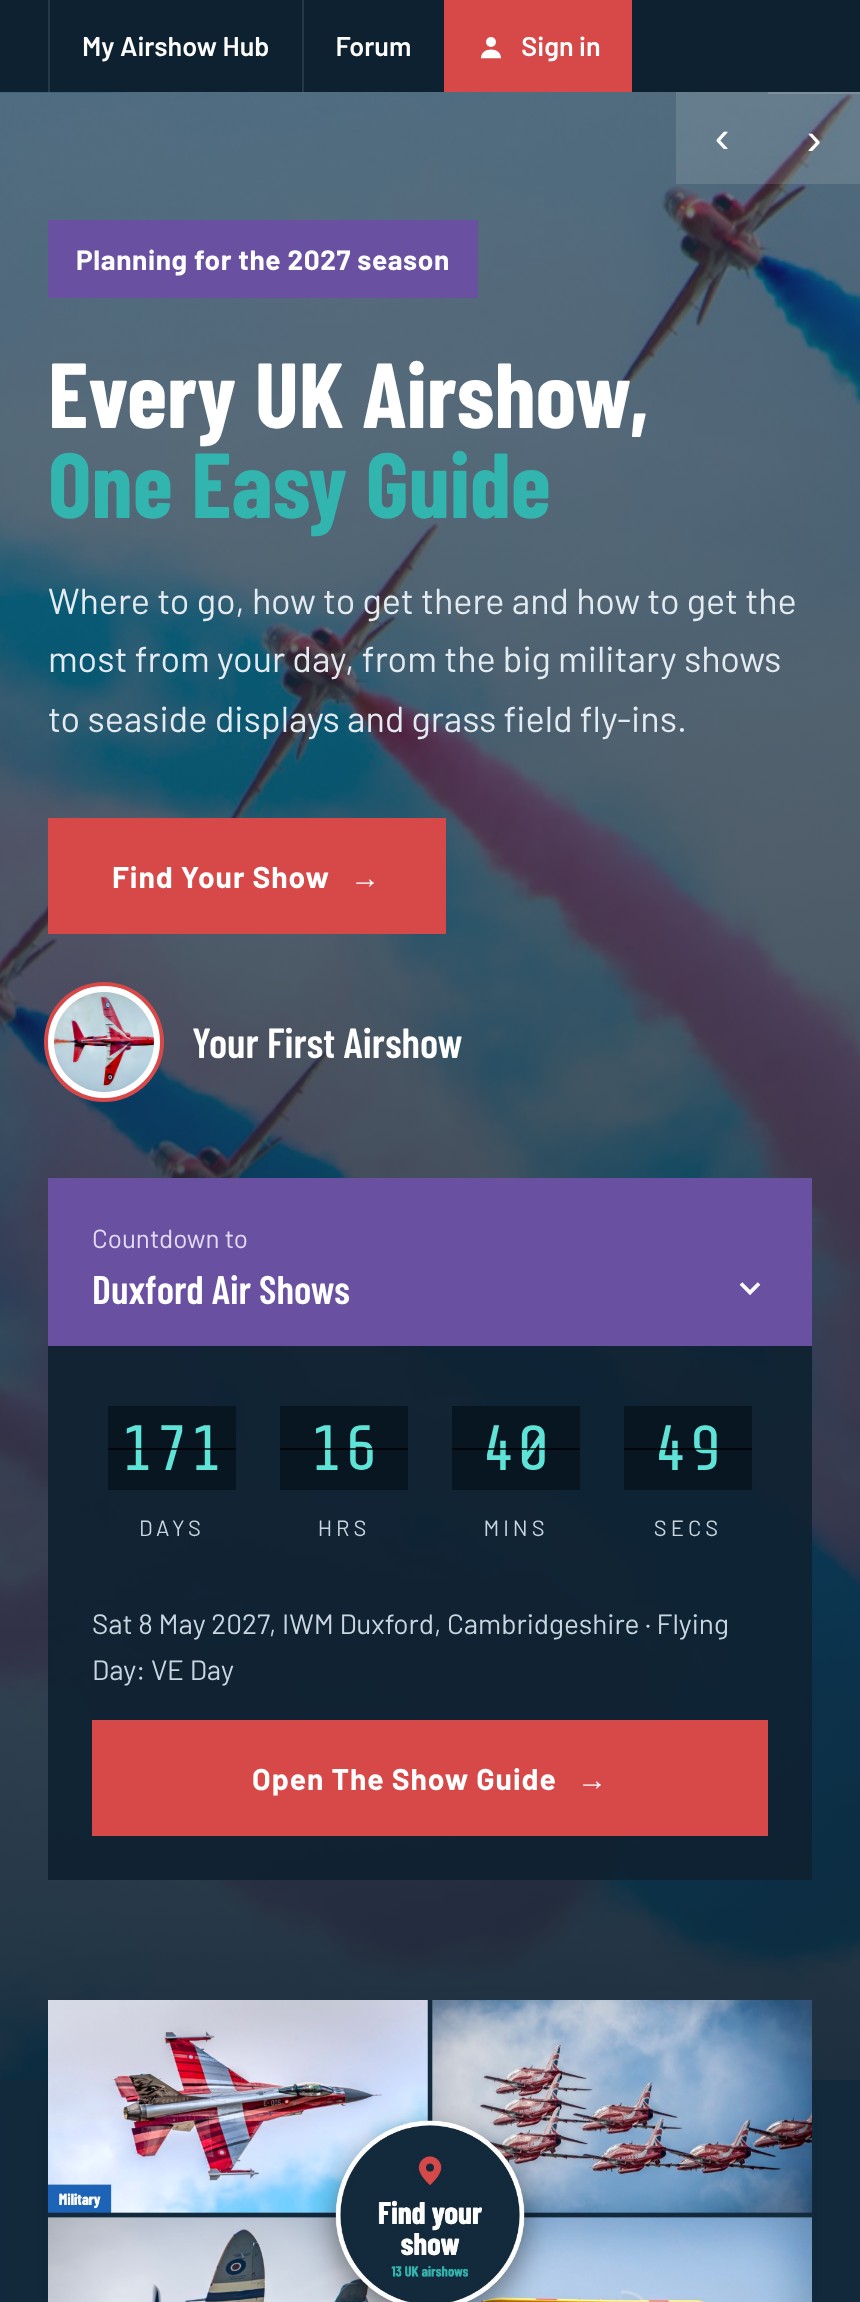 My Airshow Hub
Forum
Sign in
‹ ›
Planning for the 2027 season
Every UK Airshow,
One Easy Guide
Where to go, how to get there and how to get the
most from your day, from the big military shows
to seaside displays and grass field fly-ins.
Find Your Show →
Your First Airshow
Countdown to
Duxford Air Shows
171 16 40 49
DAYS HRS MINS SECS
Sat 8 May 2027, IWM Duxford, Cambridgeshire · Flying
Day: VE Day
Open The Show Guide →
Military
Find your
show
13 UK airshows